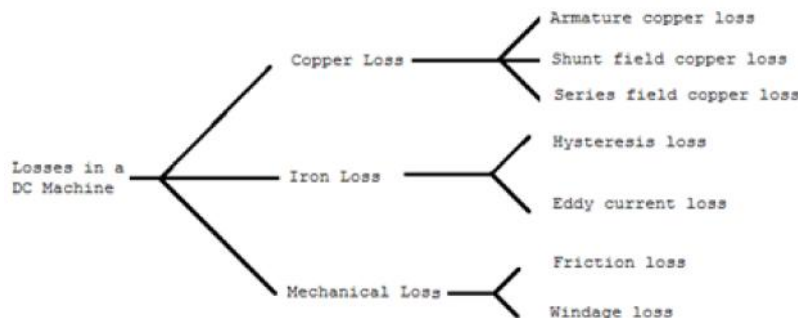 Armature copper loss
Copper Loss
Shunt field copper loss
Series field copper loss
Hysteresis loss
Losses in a
DC Machine
Iron Loss
Eddy current loss
Friction loss
Mechanical Loss
Windage loss